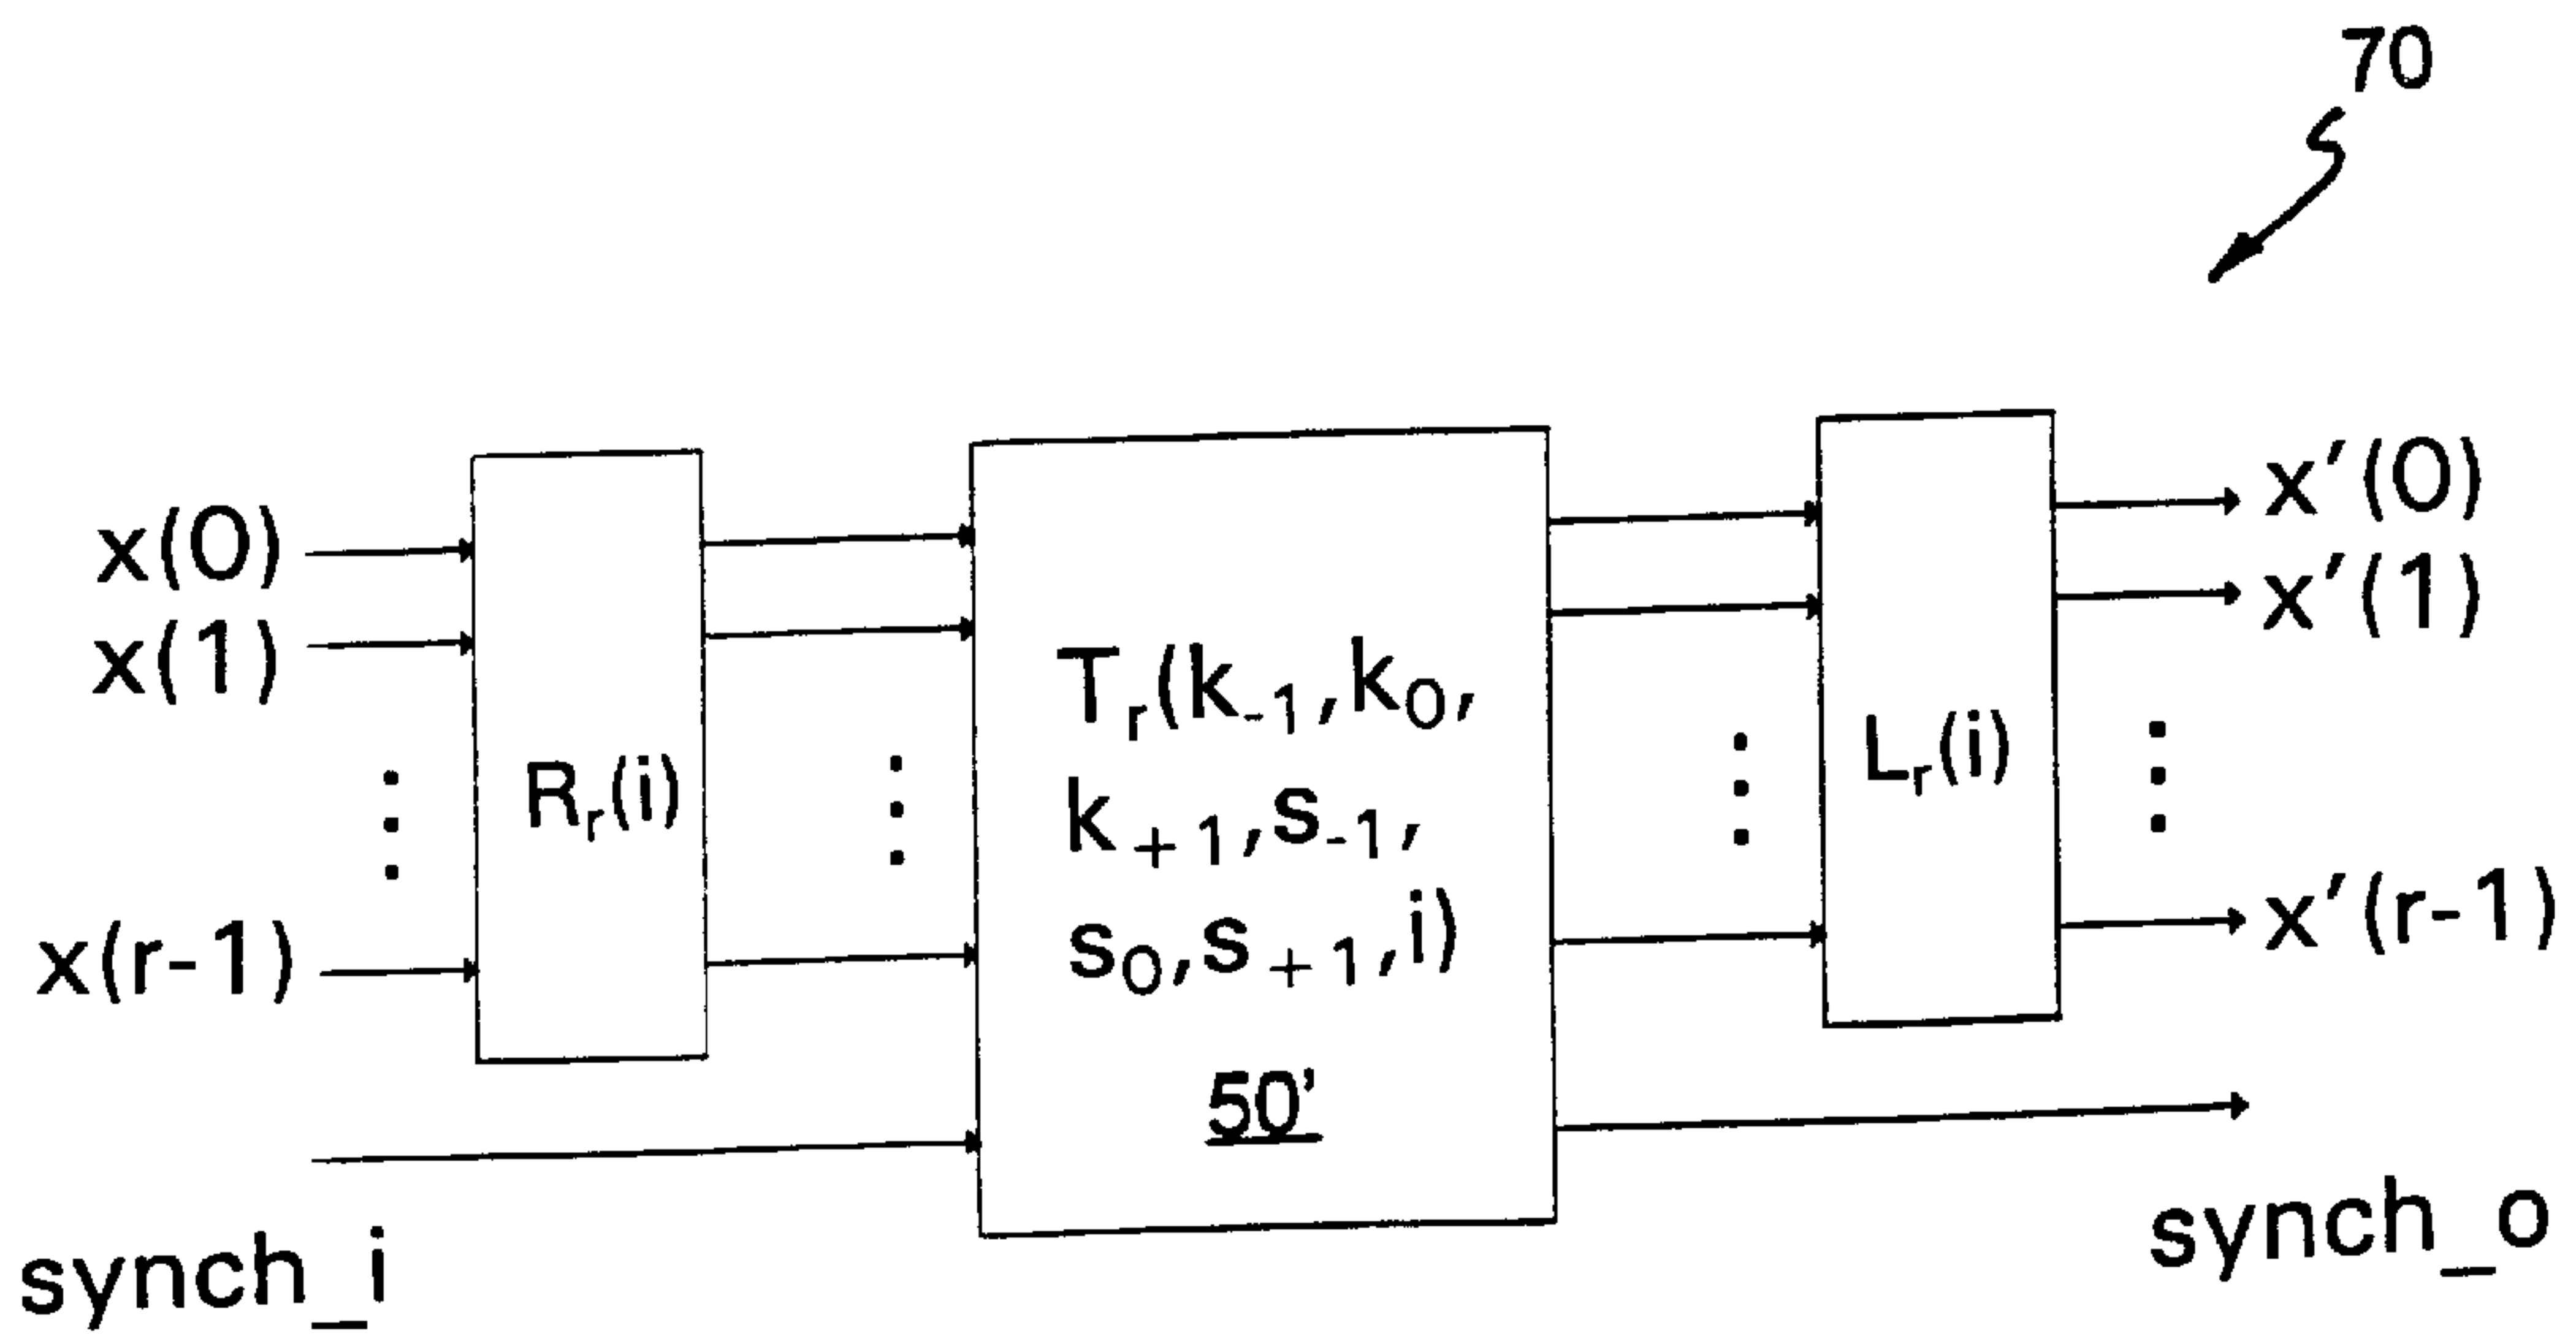 70
x(0)
x(1)
x(r-1)
synch_i
Rᵣ(i)
Tᵣ(k₋₁,k₀,
k₊₁,s₋₁,
s₀,s₊₁,i)
50'
Lᵣ(i)
x′(0)
x′(1)
x′(r-1)
synch_o